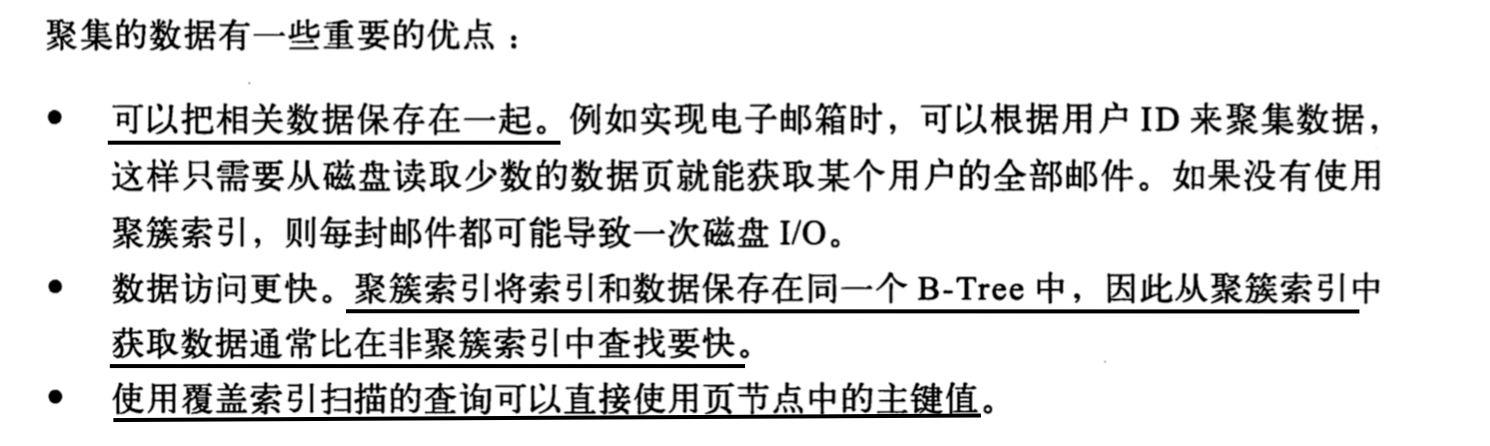 聚集的数据有一些重要的优点：
• 可以把相关数据保存在一起。例如实现电子邮箱时，可以根据用户 ID 来聚集数据，
这样只需要从磁盘读取少数的数据页就能获取某个用户的全部邮件。如果没有使用
聚簇索引，则每封邮件都可能导致一次磁盘 I/O。
• 数据访问更快。聚簇索引将索引和数据保存在同一个 B-Tree 中，因此从聚簇索引中
获取数据通常比在非聚簇索引中查找要快。
• 使用覆盖索引扫描的查询可以直接使用页节点中的主键值。